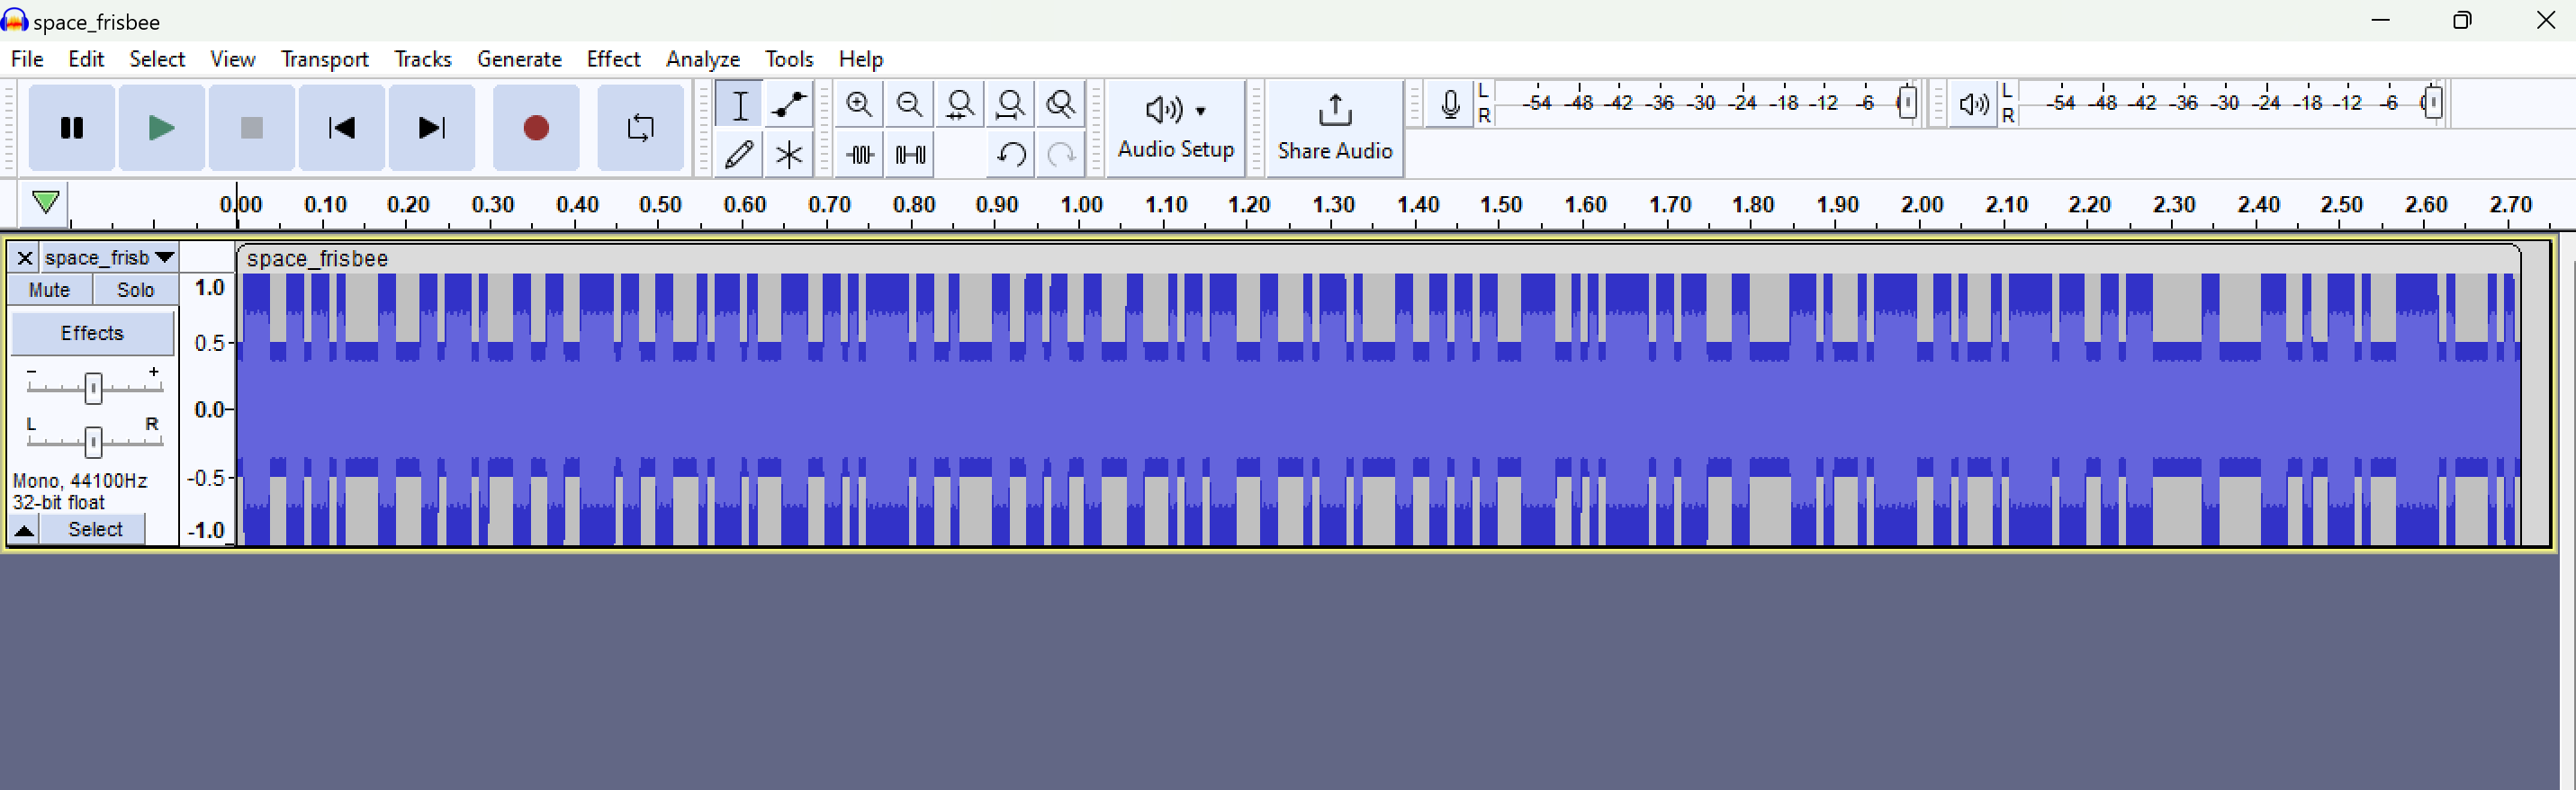 space_frisbee
File Edit Select View Transport Tracks Generate Effect Analyze Tools Help
L
R
-54 -48 -42 -36 -30 -24 -18 -12 -6
L
R
-54 -48 -42 -36 -30 -24 -18 -12 -6
Audio Setup
Share Audio
0.00 0.10 0.20 0.30 0.40 0.50 0.60 0.70 0.80 0.90 1.00 1.10 1.20 1.30 1.40 1.50 1.60 1.70 1.80 1.90 2.00 2.10 2.20 2.30 2.40 2.50 2.60 2.70
space_frisb
space_frisbee
Mute Solo
Effects
- +
L R
Mono, 44100Hz
32-bit float
Select
1.0
0.5
0.0
-0.5
-1.0